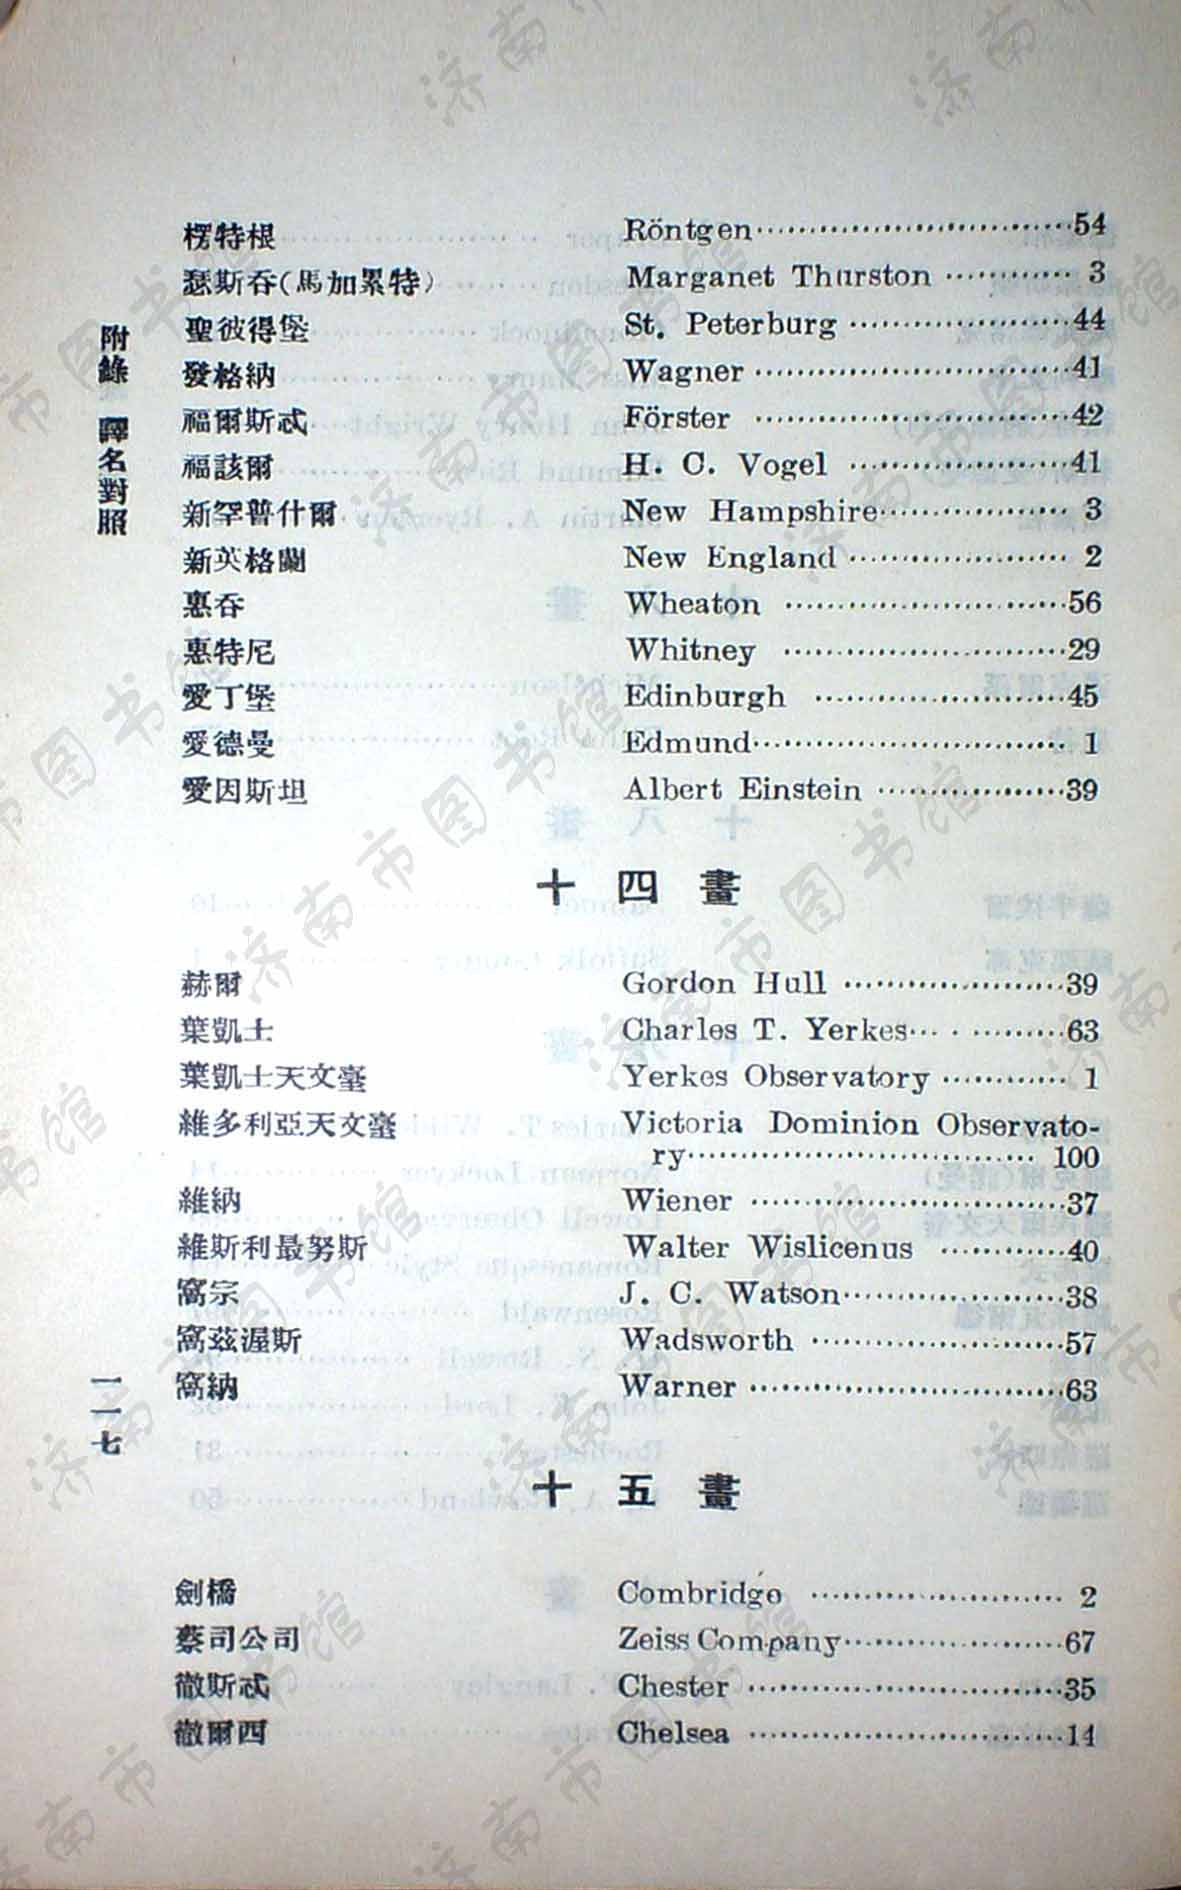 附錄 譯名對照
楞特根 Röntgen 54
瑟斯吞(馬加累特) Marganet Thurston 3
聖彼得堡 St. Peterburg 44
發格納 Wagner 41
福爾斯忒 Förster 42
福該爾 H. C. Vogel 41
新罕普什爾 New Hampshire 3
新英格蘭 New England 2
惠吞 Wheaton 56
惠特尼 Whitney 29
愛丁堡 Edinburgh 45
愛德曼 Edmund 1
愛因斯坦 Albert Einstein 39
十四畫
赫爾 Gordon Hull 39
葉凱士 Charles T. Yerkes 63
葉凱士天文臺 Yerkes Observatory 1
維多利亞天文臺 Victoria Dominion Observato-
ry 100
維納 Wiener 37
維斯利最努斯 Walter Wislicenus 40
窩宗 J. C. Watson 38
窩茲渥斯 Wadsworth 57
窩納 Warner 63
十五畫
劍橋 Combridge 2
蔡司公司 Zeiss Company 67
徹斯忒 Chester 35
徹爾西 Chelsea 14
一一七
济南市图书馆